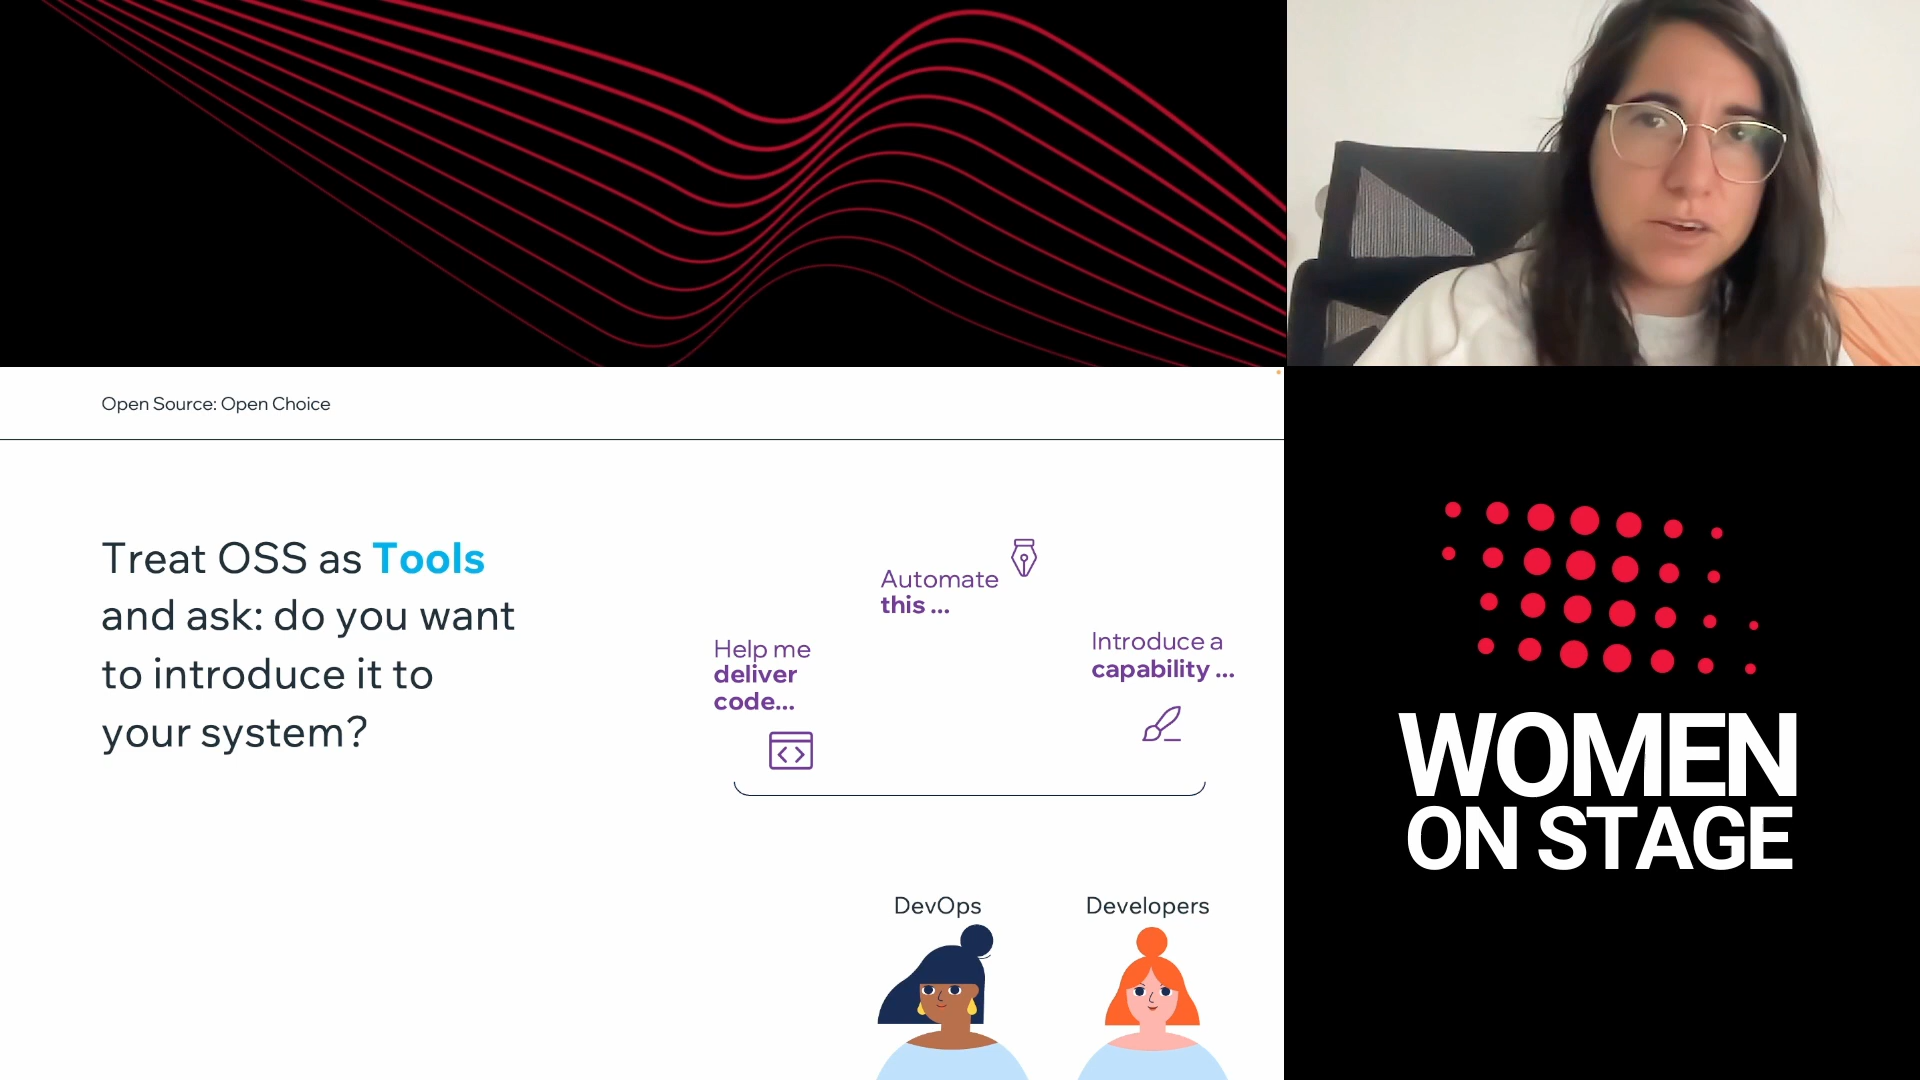 Open Source: Open Choice
Treat OSS as Tools
and ask: do you want
to introduce it to
your system?
Automate
this ...
Help me
deliver
code...
Introduce a
capability ...
DevOps
Developers
WOMEN
ON STAGE